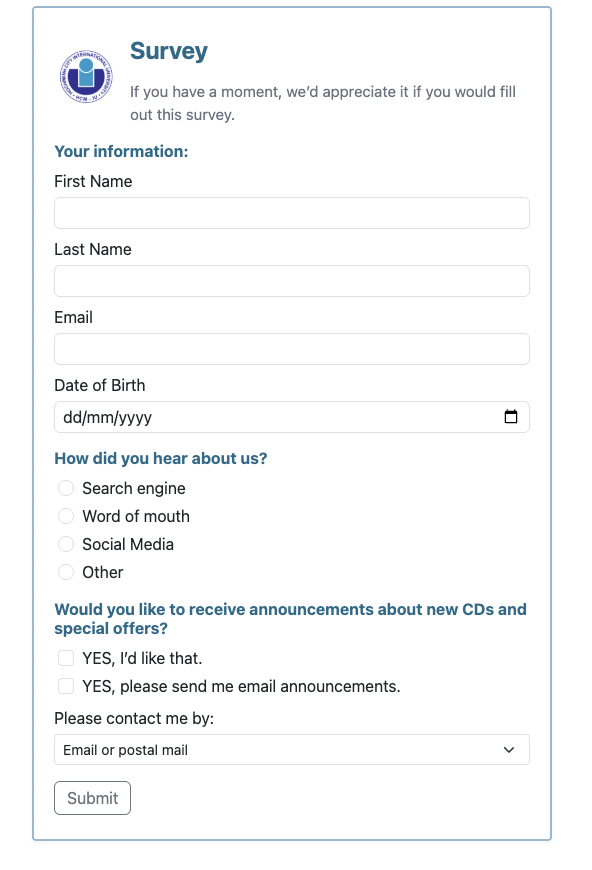 Survey
If you have a moment, we'd appreciate it if you would fill
out this survey.
Your information:
First Name
Last Name
Email
Date of Birth
dd/mm/yyyy
How did you hear about us?
Search engine
Word of mouth
Social Media
Other
Would you like to receive announcements about new CDs and
special offers?
YES, I'd like that.
YES, please send me email announcements.
Please contact me by:
Email or postal mail
Submit